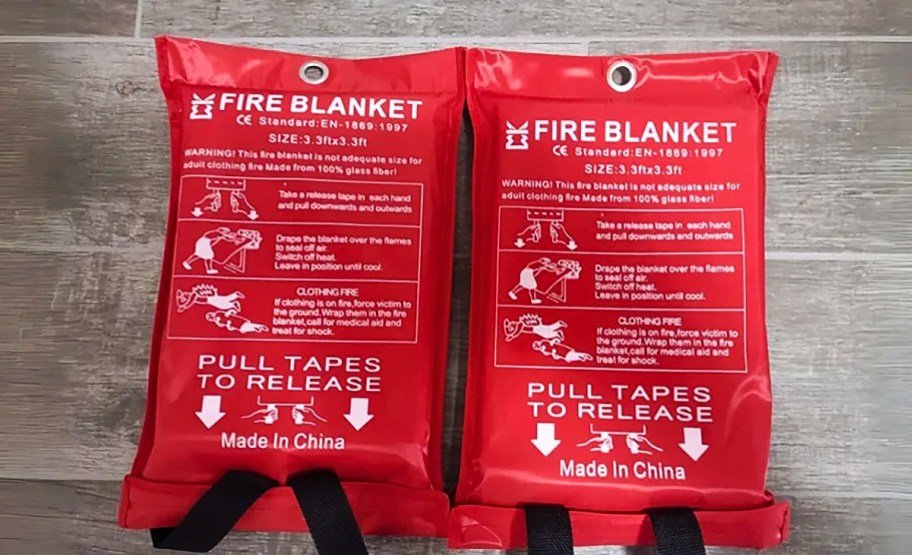 FIRE BLANKET
CE Standard:EN-1869:1997
SIZE:3.3ftx3.3ft
WARNING! This fire blanket is not adequate size for
adult clothing fire Made from 100% glass fiber!
Take a release tape in each hand
and pull downwards and outwards
Drape the blanket over the flames
to seal off air.
Switch off heat.
Leave in position until cool.
CLOTHING FIRE
If clothing is on fire,force victim to
the ground.Wrap them in the fire
blanket,call for medical aid and
treat for shock.
PULL TAPES
TO RELEASE
Made In China
FIRE BLANKET
CE Standard:EN-1869:1997
SIZE:3.3ftx3.3ft
WARNING! This fire blanket is not adequate size for
adult clothing fire Made from 100% glass fiber!
Take a release tape in each hand
and pull downwards and outwards
Drape the blanket over the flames
to seal off air.
Switch off heat.
Leave in position until cool.
CLOTHING FIRE
If clothing is on fire,force victim to
the ground.Wrap them in the fire
blanket,call for medical aid and
treat for shock.
PULL TAPES
TO RELEASE
Made In China